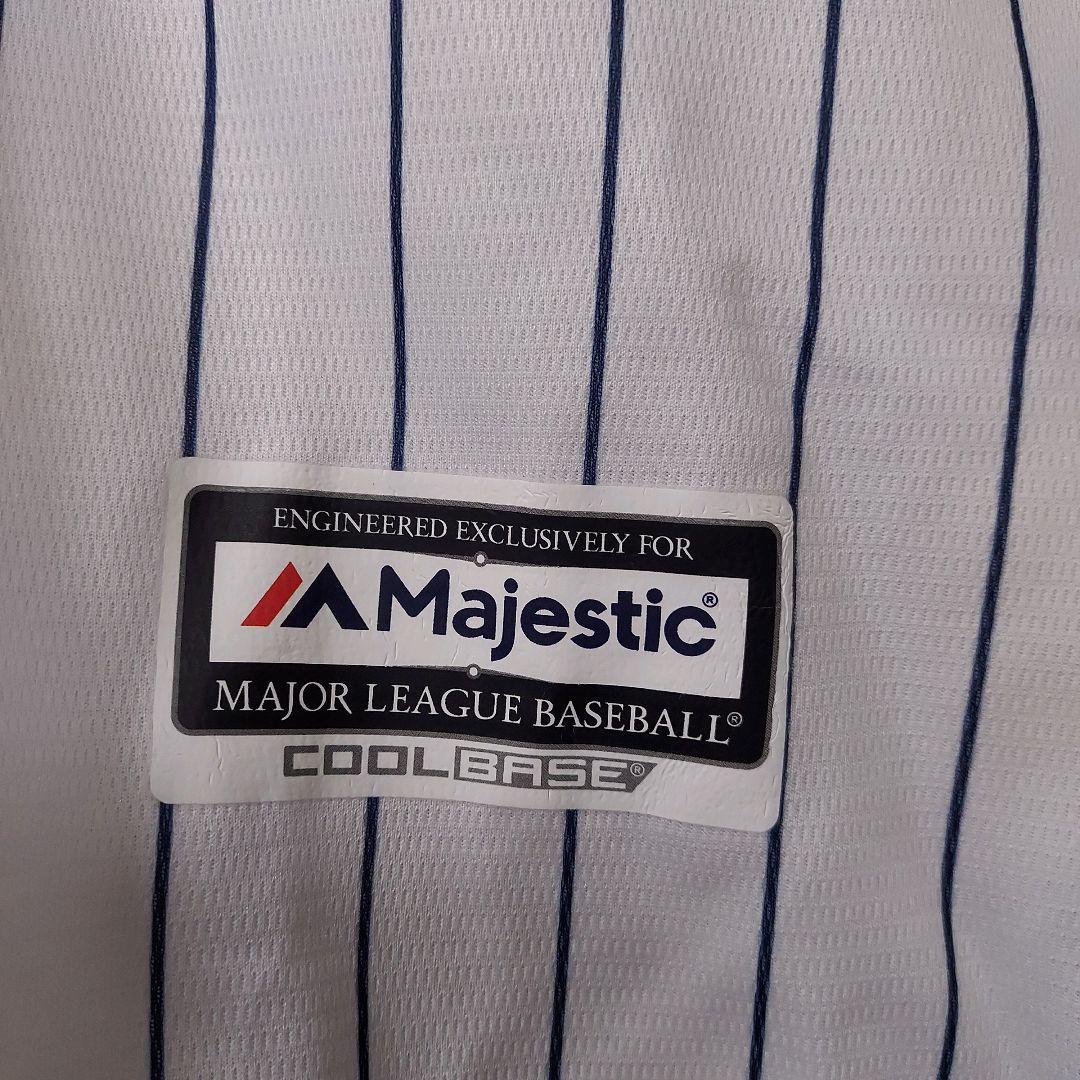 ENGINEERED EXCLUSIVELY FOR
Majestic®
MAJOR LEAGUE BASEBALL®
COOLBASE®